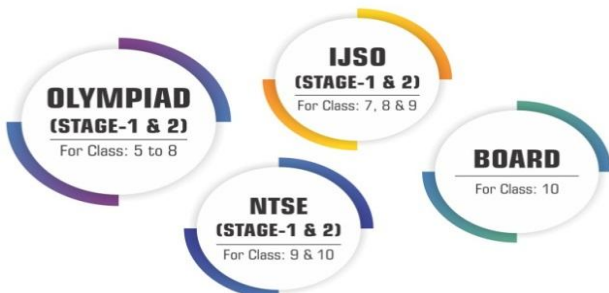 OLYMPIAD
(STAGE-1 & 2)
For Class: 5 to 8
IJSO
(STAGE-1 & 2)
For Class: 7, 8 & 9
NTSE
(STAGE-1 & 2)
For Class: 9 & 10
BOARD
For Class: 10